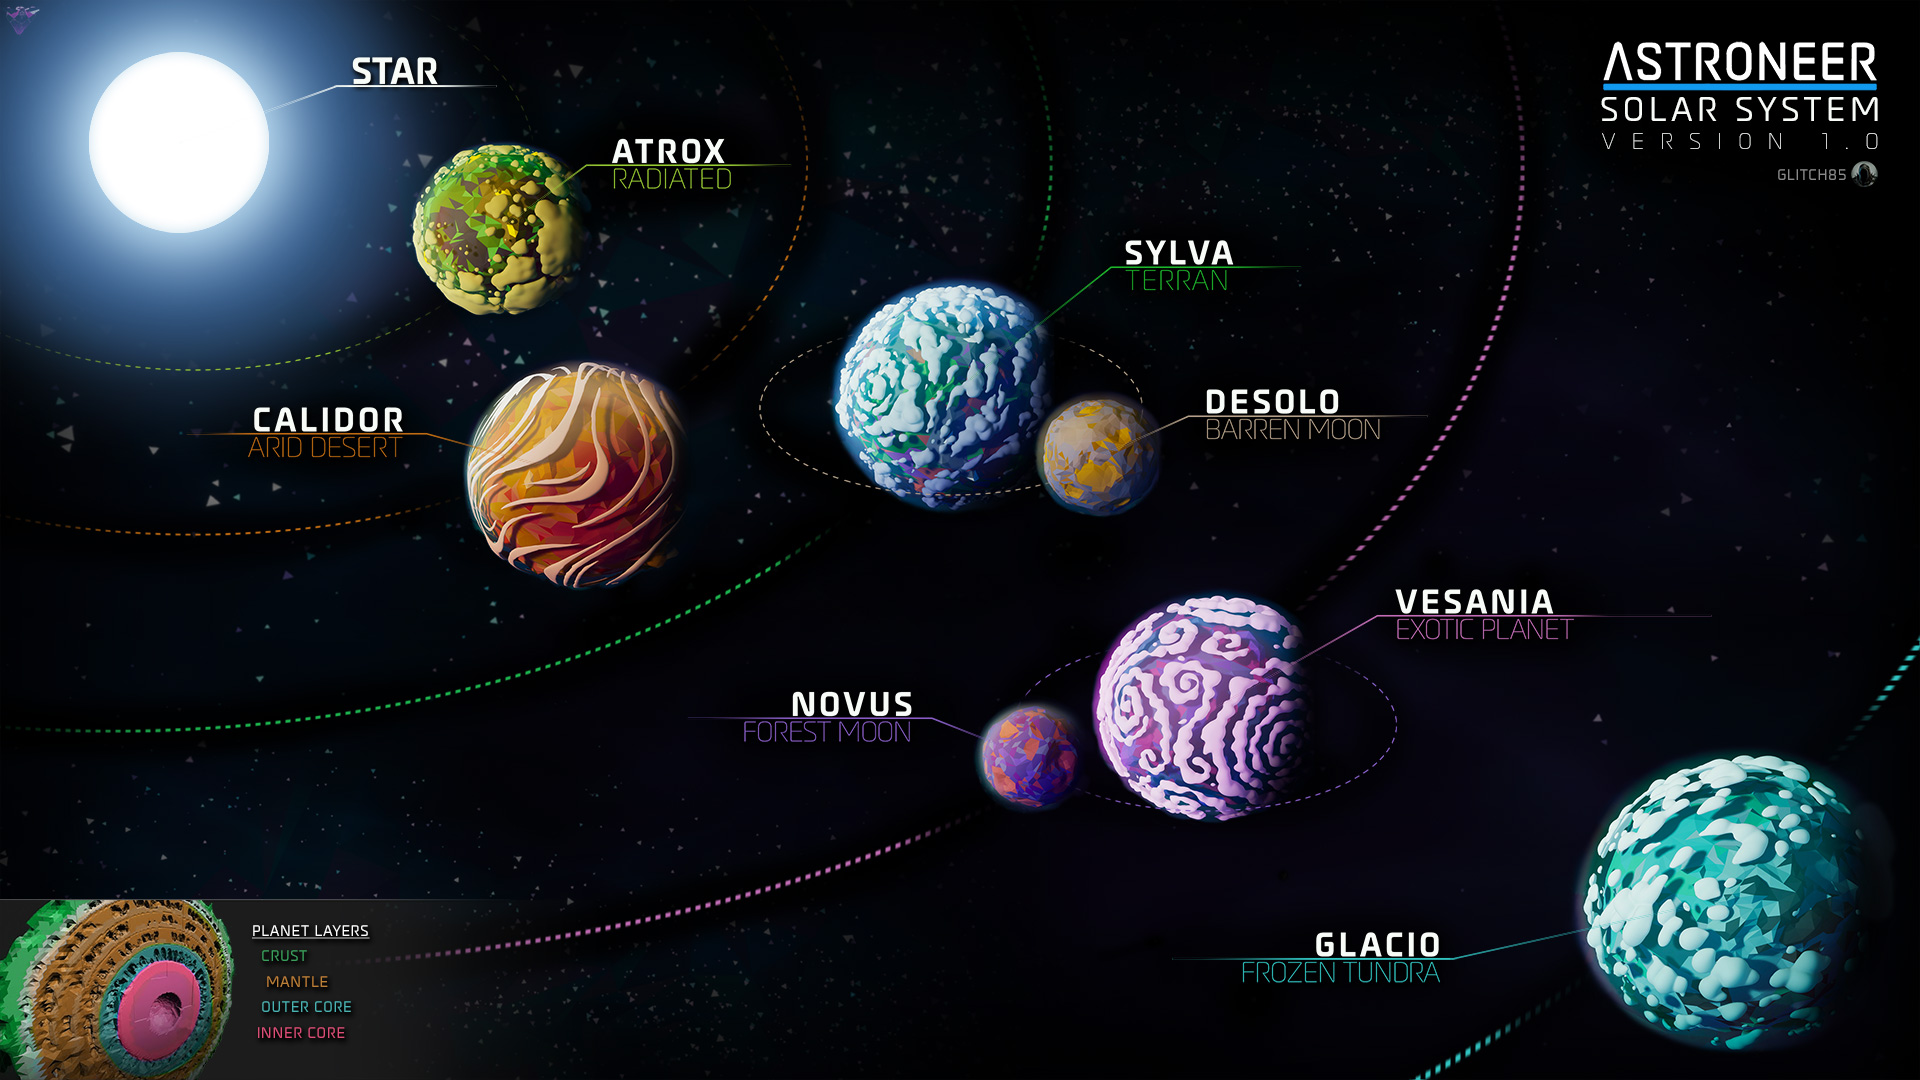 STAR
ASTRONEER
SOLAR SYSTEM
VERSION 1.0
GLITCH85
ATROX
RADIATED
SYLVA
TERRAN
CALIDOR
ARID DESERT
DESOLO
BARREN MOON
VESANIA
EXOTIC PLANET
NOVUS
FOREST MOON
GLACIO
FROZEN TUNDRA
PLANET LAYERS
CRUST
MANTLE
OUTER CORE
INNER CORE